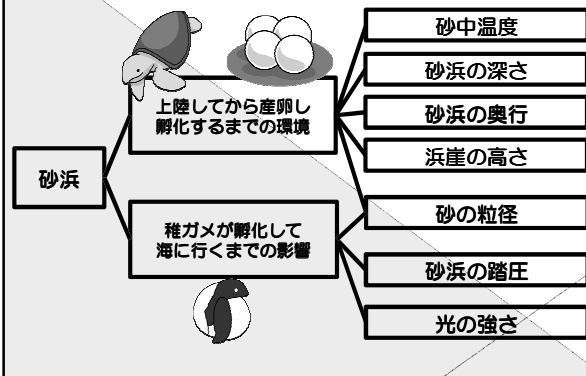 砂浜
上陸してから産卵し
孵化するまでの環境
稚ガメが孵化して
海に行くまでの影響
砂中温度
砂浜の深さ
砂浜の奥行
浜崖の高さ
砂の粒径
砂浜の踏圧
光の強さ